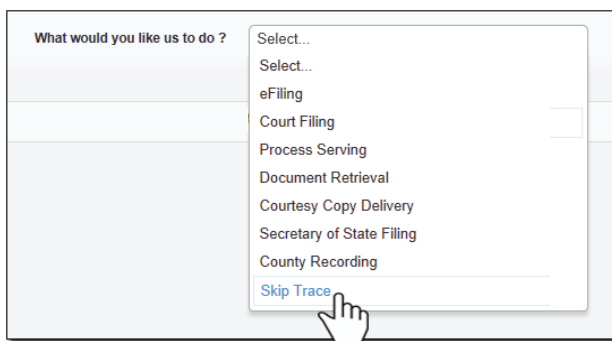 What would you like us to do ? Select...
Select...
eFiling
Court Filing
Process Serving
Document Retrieval
Courtesy Copy Delivery
Secretary of State Filing
County Recording
Skip Trace